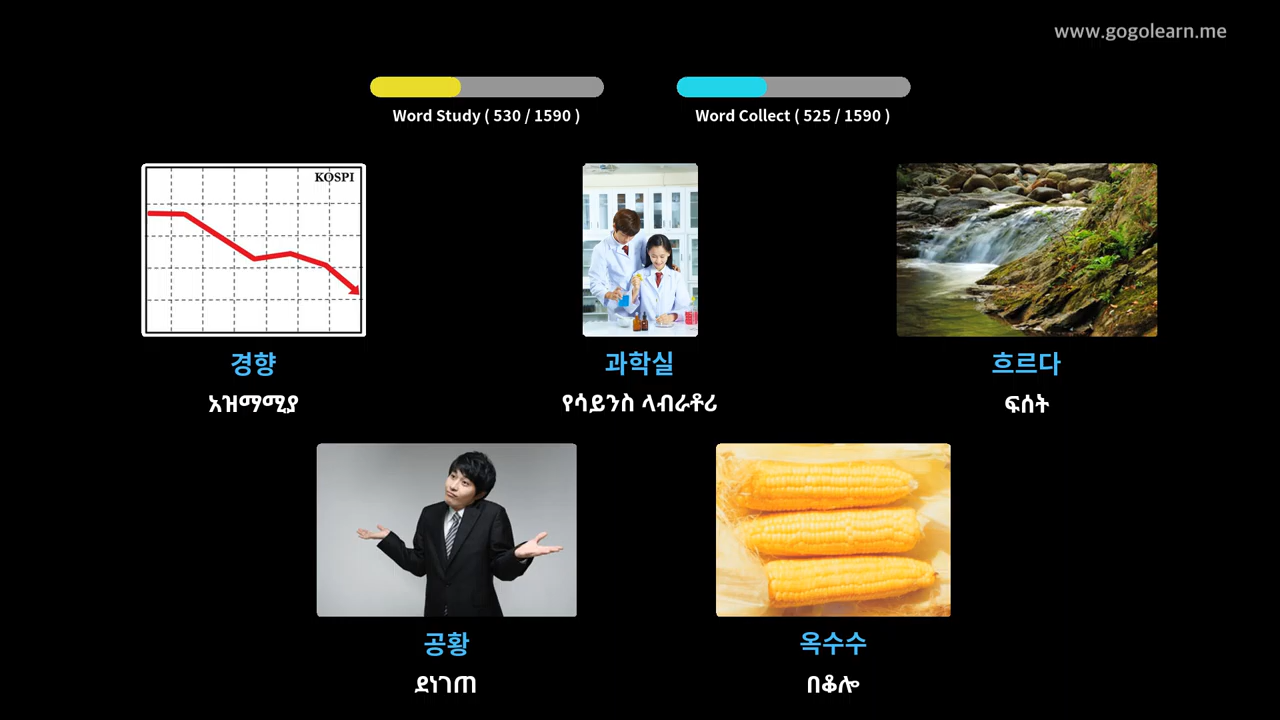 www.gogolearn.me
Word Study ( 530 / 1590 )
Word Collect ( 525 / 1590 )
KOSPI
경향
과학실
흐르다
አዝማሚያ
የሳይንስ ላብራቶሪ
ፍሰት
공황
옥수수
ደነገጠ
በቆሎ